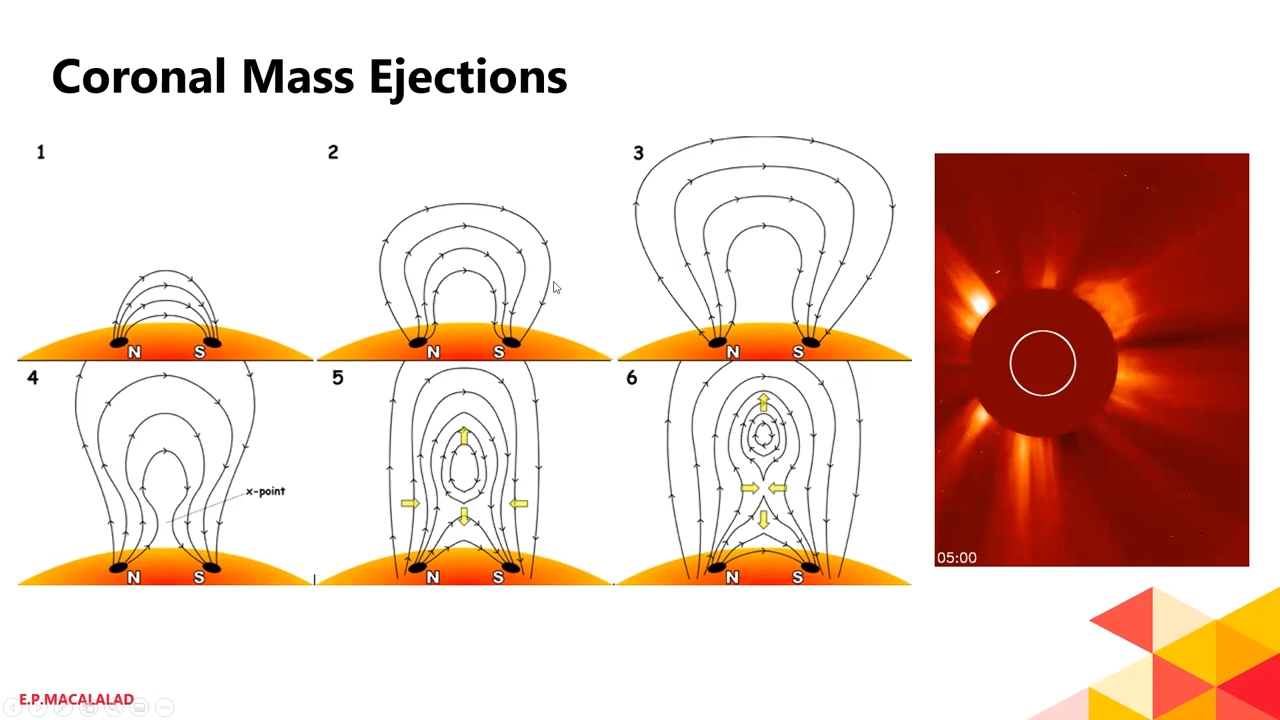 Coronal Mass Ejections
1
2
3
N S
N S
N S
4
5
6
x-point
N S
N S
N S
05:00
E.P.MACALALAD